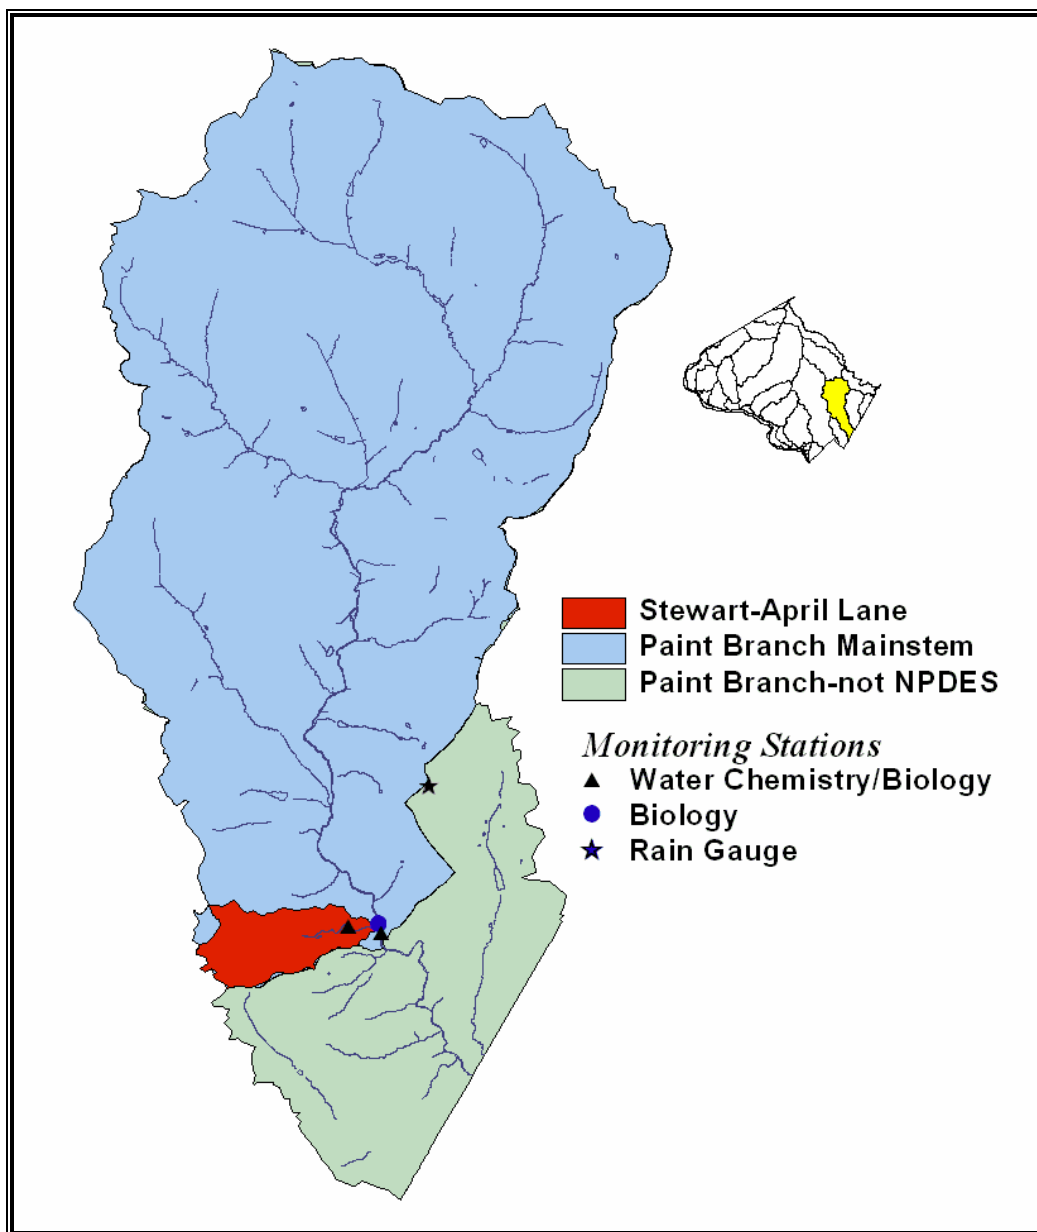 Stewart-April Lane
Paint Branch Mainstem
Paint Branch-not NPDES
Monitoring Stations
Water Chemistry/Biology
Biology
Rain Gauge